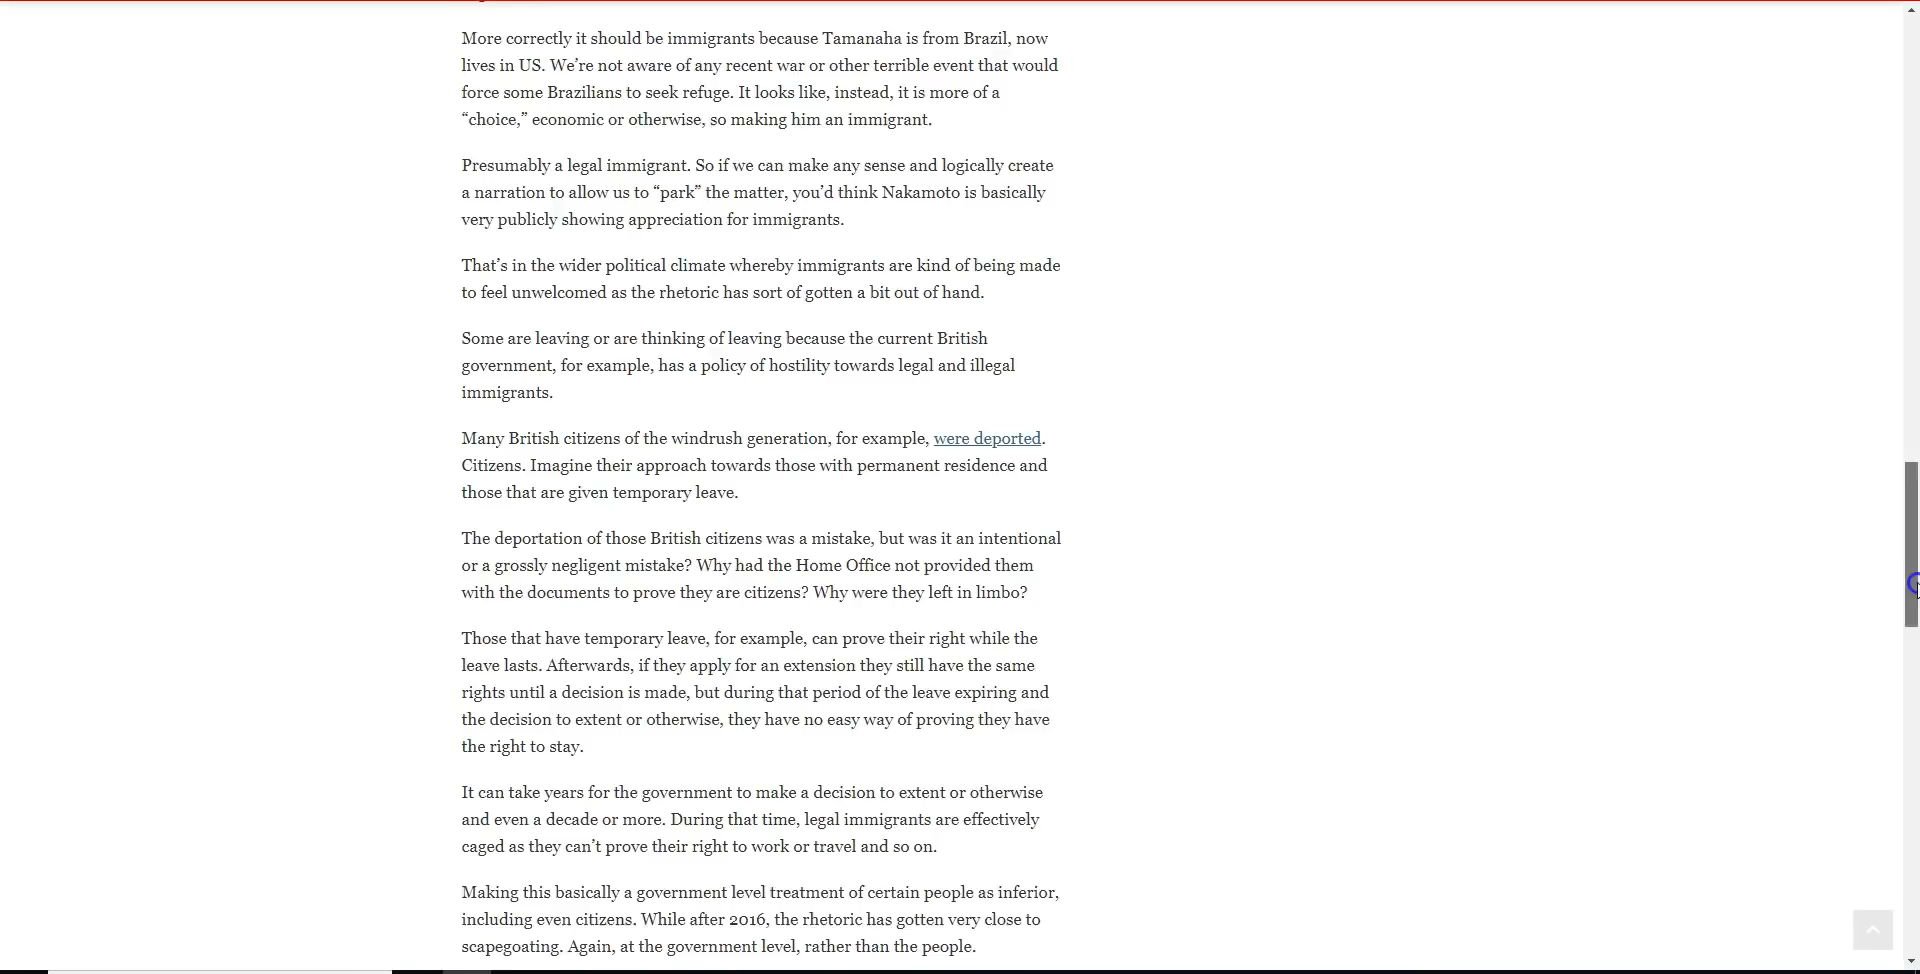 More correctly it should be immigrants because Tamanaha is from Brazil, now
lives in US. We’re not aware of any recent war or other terrible event that would
force some Brazilians to seek refuge. It looks like, instead, it is more of a
“choice,” economic or otherwise, so making him an immigrant.
Presumably a legal immigrant. So if we can make any sense and logically create
a narration to allow us to “park” the matter, you’d think Nakamoto is basically
very publicly showing appreciation for immigrants.
That’s in the wider political climate whereby immigrants are kind of being made
to feel unwelcomed as the rhetoric has sort of gotten a bit out of hand.
Some are leaving or are thinking of leaving because the current British
government, for example, has a policy of hostility towards legal and illegal
immigrants.
Many British citizens of the windrush generation, for example, were deported.
Citizens. Imagine their approach towards those with permanent residence and
those that are given temporary leave.
The deportation of those British citizens was a mistake, but was it an intentional
or a grossly negligent mistake? Why had the Home Office not provided them
with the documents to prove they are citizens? Why were they left in limbo?
Those that have temporary leave, for example, can prove their right while the
leave lasts. Afterwards, if they apply for an extension they still have the same
rights until a decision is made, but during that period of the leave expiring and
the decision to extent or otherwise, they have no easy way of proving they have
the right to stay.
It can take years for the government to make a decision to extent or otherwise
and even a decade or more. During that time, legal immigrants are effectively
caged as they can’t prove their right to work or travel and so on.
Making this basically a government level treatment of certain people as inferior,
including even citizens. While after 2016, the rhetoric has gotten very close to
scapegoating. Again, at the government level, rather than the people.